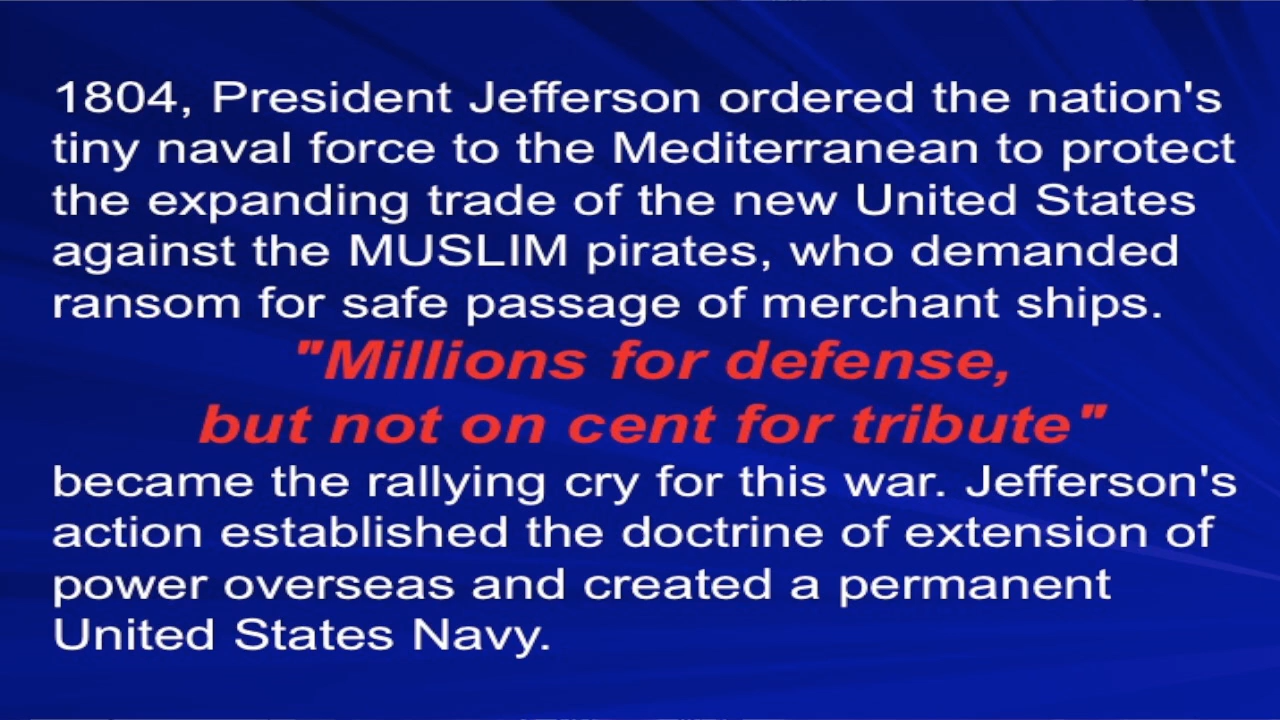 1804, President Jefferson ordered the nation's
tiny naval force to the Mediterranean to protect
the expanding trade of the new United States
against the MUSLIM pirates, who demanded
ransom for safe passage of merchant ships.
"Millions for defense,
but not on cent for tribute"
became the rallying cry for this war. Jefferson's
action established the doctrine of extension of
power overseas and created a permanent
United States Navy.